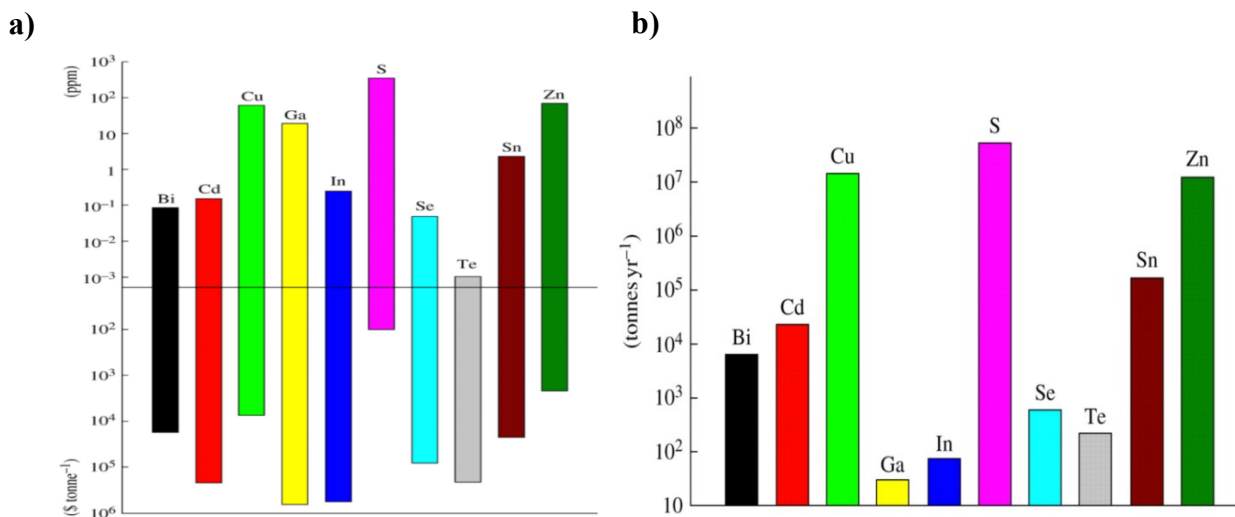 a)
(ppm)
10³
10²
10
1
10⁻¹
10⁻²
10⁻³
10²
10³
10⁴
10⁵
10⁶
($ tonne⁻¹)
Bi
Cd
Cu
Ga
In
S
Se
Te
Sn
Zn
b)
(tonnes yr⁻¹)
10⁸
10⁷
10⁶
10⁵
10⁴
10³
10²
10
Bi
Cd
Cu
Ga
In
S
Se
Te
Sn
Zn